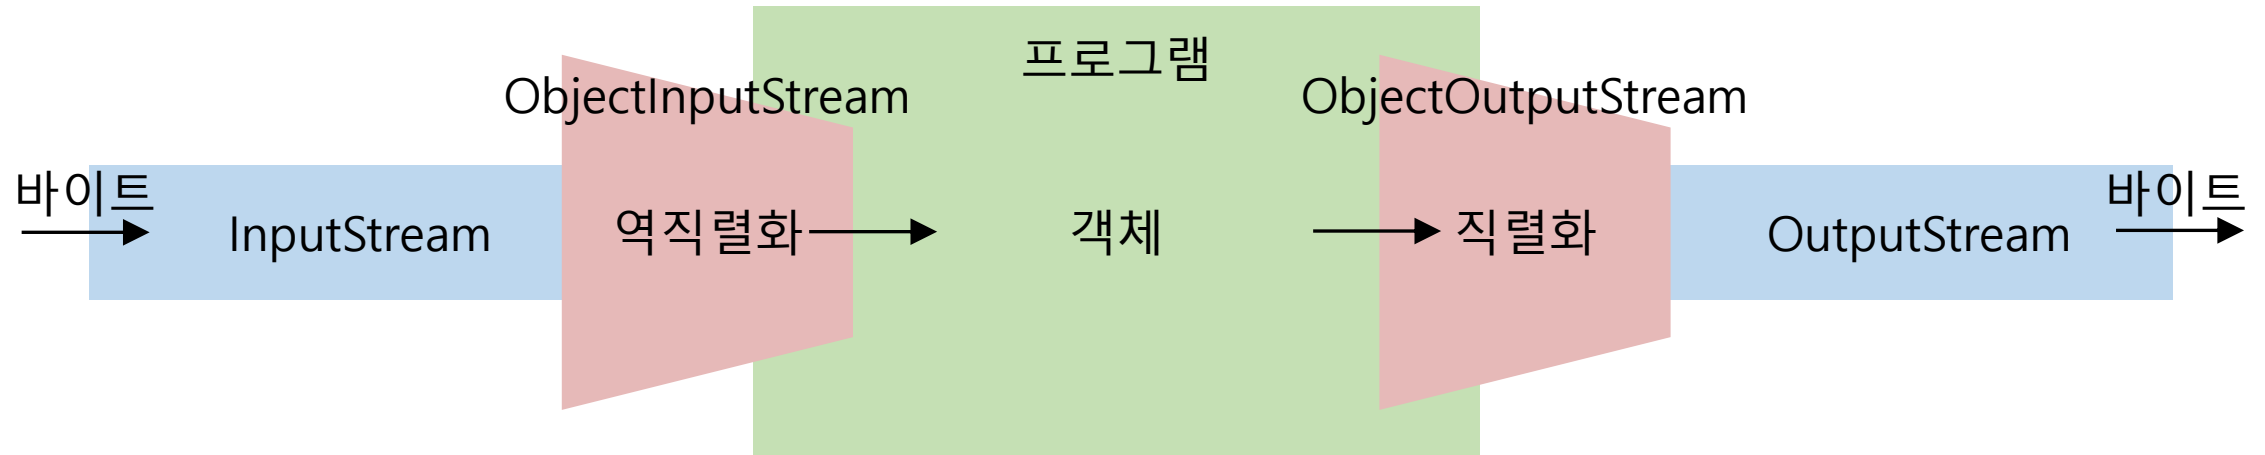 프로그램
ObjectInputStream
ObjectOutputStream
바이트
InputStream
역직렬화
객체
직렬화
OutputStream
바이트